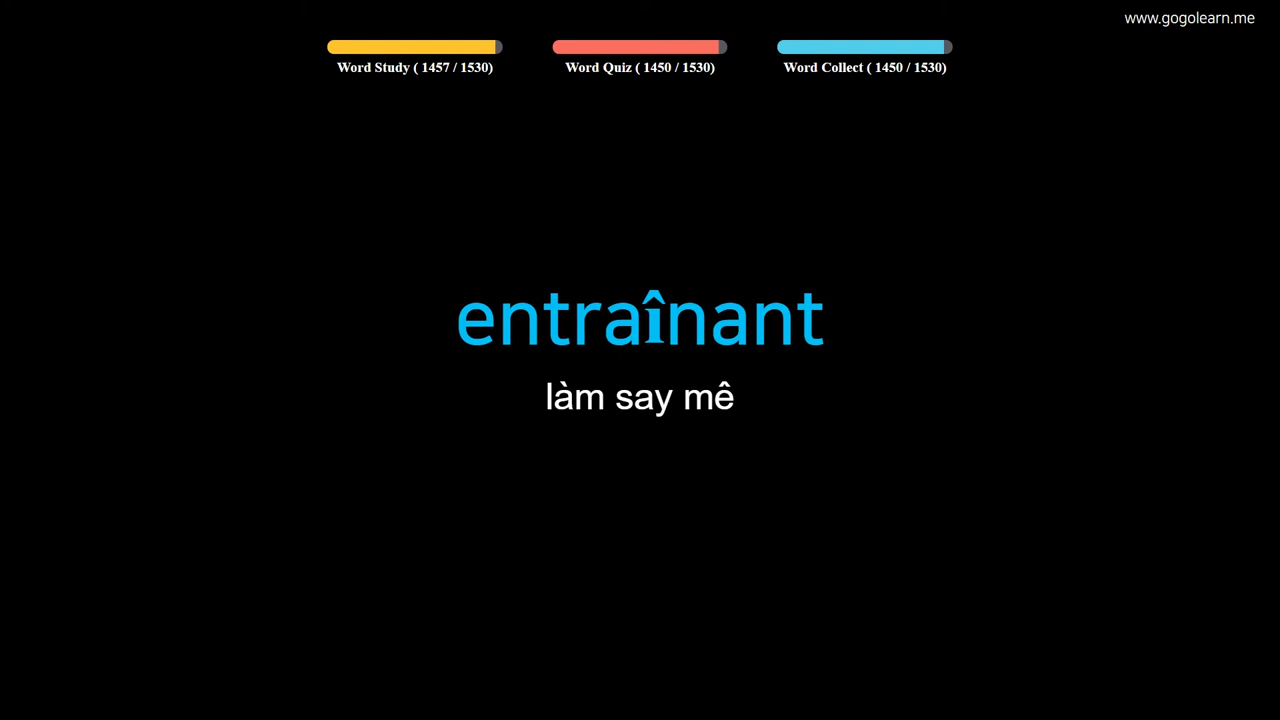 www.gogolearn.me
Word Study ( 1457 / 1530)
Word Quiz ( 1450 / 1530)
Word Collect ( 1450 / 1530)
entraînant
làm say mê